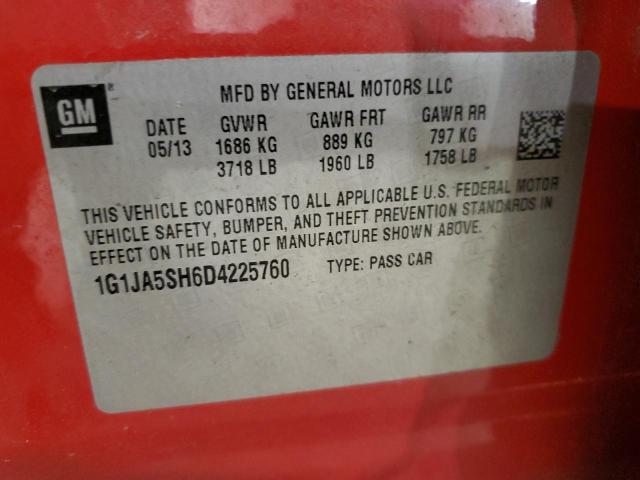 GM
MFD BY GENERAL MOTORS LLC
DATE GVWR GAWR FRT GAWR RR
05/13 1686 KG 889 KG 797 KG
3718 LB 1960 LB 1758 LB
THIS VEHICLE CONFORMS TO ALL APPLICABLE U.S. FEDERAL MOTOR
VEHICLE SAFETY, BUMPER, AND THEFT PREVENTION STANDARDS IN
EFFECT ON THE DATE OF MANUFACTURE SHOWN ABOVE.
1G1JA5SH6D4225760 TYPE: PASS CAR